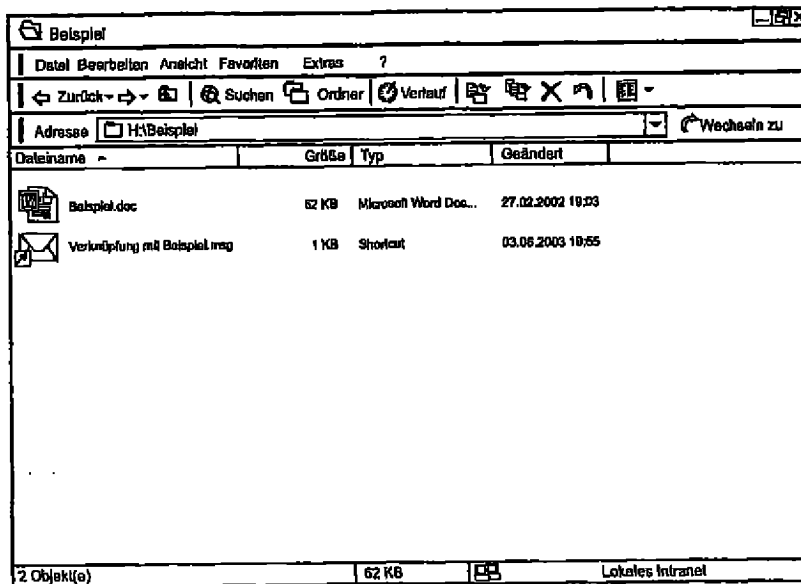 Beispiel
Datei Bearbeiten Ansicht Favoriten Extras ?
Zurück Suchen Ordner Verlauf
Adresse H:\Beispiel Wechseln zu
Dateiname Größe Typ Geändert
Beispiel.doc 62 KB Microsoft Word Doc... 27.02.2002 19:03
Verknüpfung mit Beispiel.msg 1 KB Shortcut 03.06.2003 18:55
2 Objekt(e) 62 KB Lokales Intranet